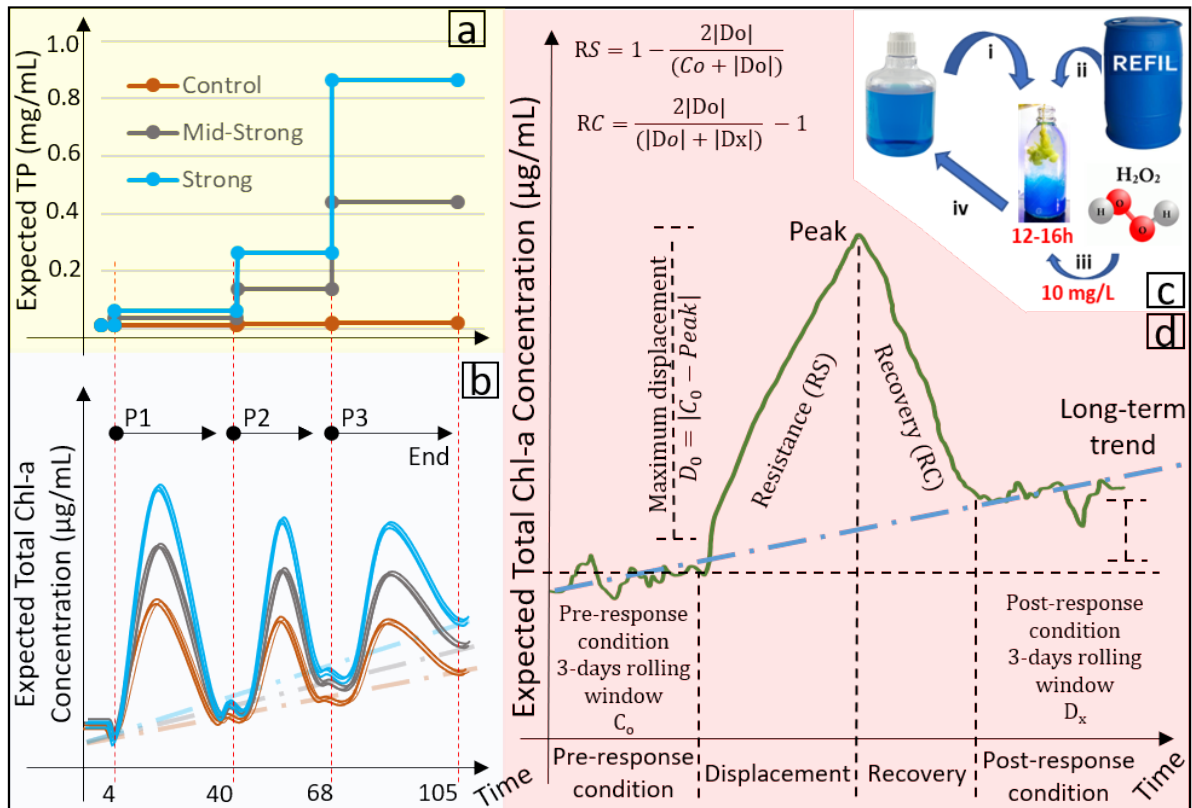 a
Expected TP (mg/mL)
1.0
0.8
0.6
0.4
0.2
Control
Mid-Strong
Strong
b
Expected Total Chl-a
Concentration (µg/mL)
P1
P2
P3
End
4
40
68
105
Time
c
i
ii
iii
iv
REFIL
H₂O₂
H
O
O
H
12-16h
10 mg/L
d
Expected Total Chl-a Concentration (µg/mL)
RS = 1 − 2|Do| / (Co + |Do|)
RC = 2|Do| / (|Do| + |Dx|) − 1
Peak
Maximum displacement
D₀ = |C₀ − Peak|
Resistance (RS)
Recovery (RC)
Long-term
trend
Pre-response
condition
3-days rolling
window
Cₒ
Post-response
condition
3-days rolling
window
Dₓ
Pre-response
condition
Displacement
Recovery
Post-response
condition
Time